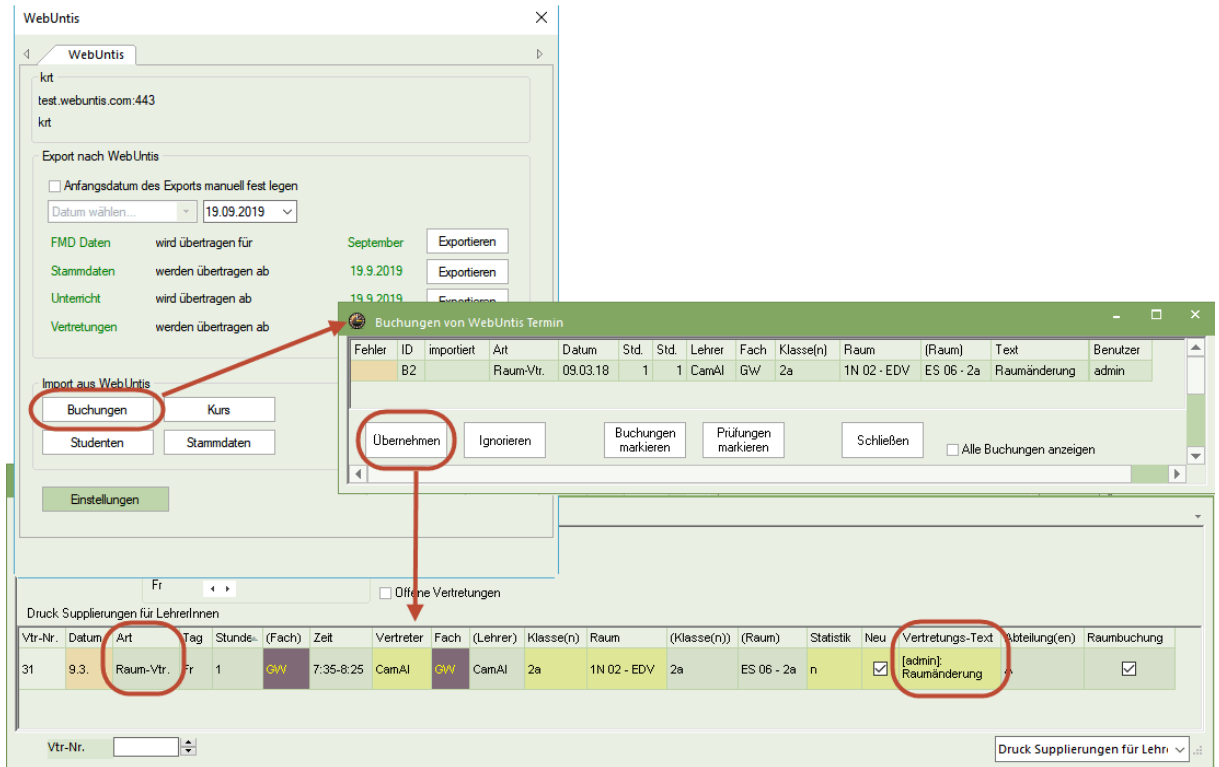 WebUntis
WebUntis
krt
test.webuntis.com:443
krt
Export nach WebUntis
Anfangsdatum des Exports manuell fest legen
Datum wählen... 19.09.2019
FMD Daten wird übertragen für September Exportieren
Stammdaten werden übertragen ab 19.9.2019 Exportieren
Unterricht wird übertragen ab 19.9.2019 Exportieren
Vertretungen werden übertragen ab
Import aus WebUntis
Buchungen Kurs
Studenten Stammdaten
Einstellungen
Buchungen von WebUntis Termin
Fehler ID importiert Art Datum Std. Std. Lehrer Fach Klasse(n) Raum (Raum) Text Benutzer
B2 Raum-Vtr. 09.03.18 1 1 CamAl GW 2a 1N 02 - EDV ES 06 - 2a Raumänderung admin
Übernehmen Ignorieren Buchungen markieren Prüfungen markieren Schließen Alle Buchungen anzeigen
Fr Offene Vertretungen
Druck Supplierungen für LehrerInnen
Vtr-Nr. Datum Art Tag Stunde (Fach) Zeit Vertreter Fach (Lehrer) Klasse(n) Raum (Klasse(n)) (Raum) Statistik Neu Vertretungs-Text Abteilung(en) Raumbuchung
31 9.3. Raum-Vtr. Fr 1 GW 7:35-8:25 CamAl GW CamAl 2a 1N 02 - EDV 2a ES 06 - 2a n [admin]: Raumänderung A
Vtr-Nr. Druck Supplierungen für Lehr